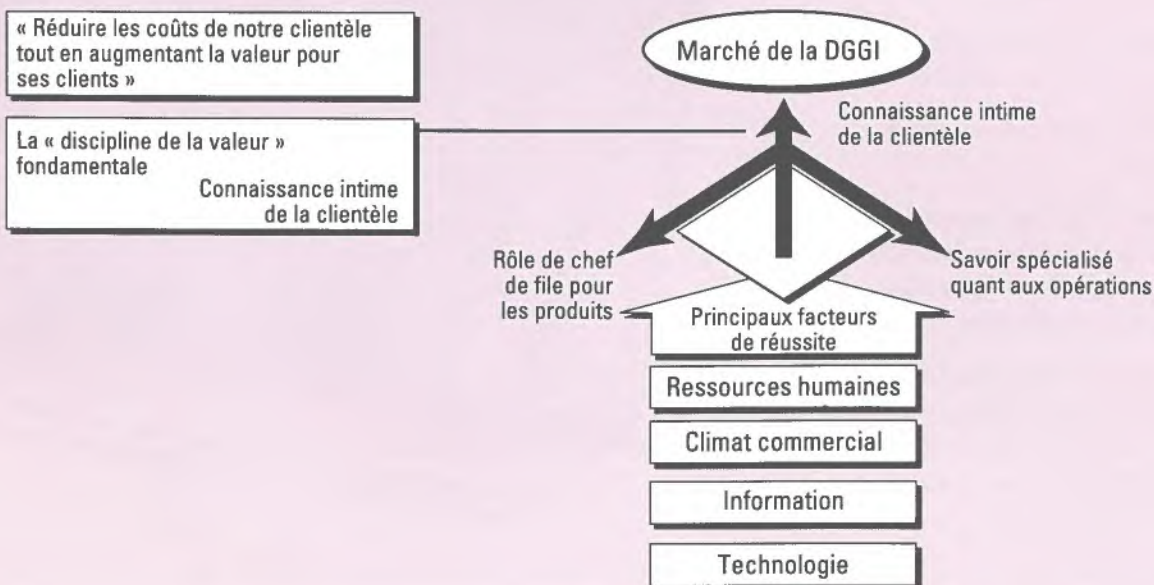 « Réduire les coûts de notre clientèle
tout en augmentant la valeur pour
ses clients »
La « discipline de la valeur »
fondamentale
Connaissance intime
de la clientèle
Marché de la DGGI
Connaissance intime
de la clientèle
Rôle de chef
de file pour
les produits
Savoir spécialisé
quant aux opérations
Principaux facteurs
de réussite
Ressources humaines
Climat commercial
Information
Technologie